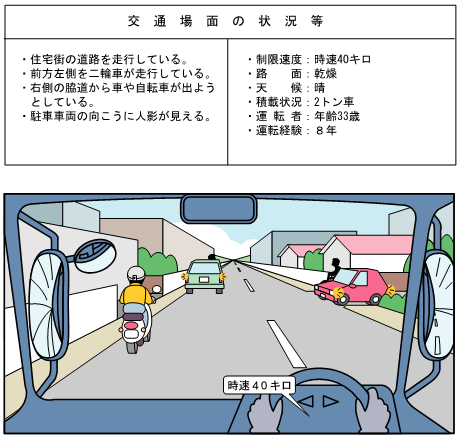 交通場面の状況等
・住宅街の道路を走行している。
・前方左側を二輪車が走行している。
・右側の脇道から車や自転車が出よう
としている。
・駐車車両の向こうに人影が見える。
・制限速度：時速40キロ
・路　　面：乾燥
・天　　候：晴
・積載状況：2トン車
・運 転 者：年齢33歳
・運転経験：８年
時速４０キロ